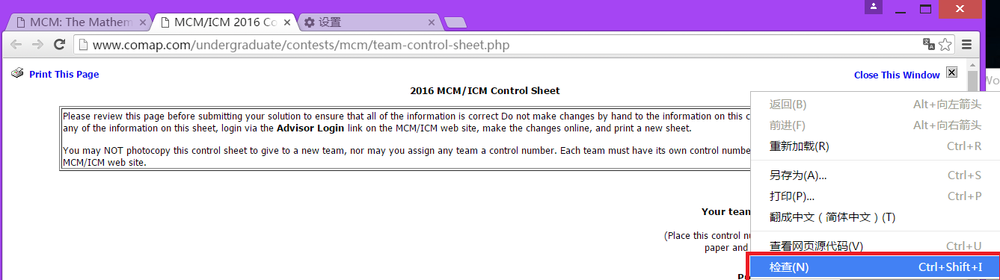 MCM: The Mathem
MCM/ICM 2016 Co
设置
www.comap.com/undergraduate/contests/mcm/team-control-sheet.php
Print This Page
Close This Window
2016 MCM/ICM Control Sheet
Please review this page before submitting your solution to ensure that all of the information is correct Do not make changes by hand to the information on this c
any of the information on this sheet, login via the Advisor Login link on the MCM/ICM web site, make the changes online, and print a new sheet.
You may NOT photocopy this control sheet to give to a new team, nor may you assign any team a control number. Each team must have its own control numbe
MCM/ICM web site.
Your team
(Place this control nu
paper and
返回(B) Alt+向左箭头
前进(F) Alt+向右箭头
重新加载(R) Ctrl+R
另存为(A)... Ctrl+S
打印(P)... Ctrl+P
翻成中文（简体中文）(T)
查看网页源代码(V) Ctrl+U
检查(N) Ctrl+Shift+I